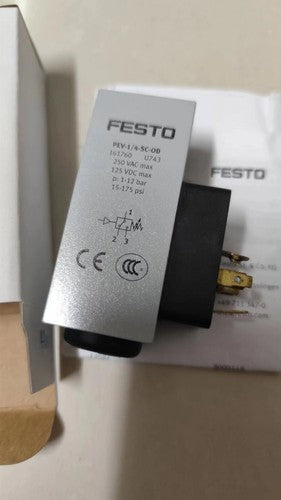 FESTO
PEV-1/4-SC-OD
161760 U743
250 VAC max
125 VDC max
p: 1-12 bar
15-175 psi
1
2 3
CE
CCC
FESTO